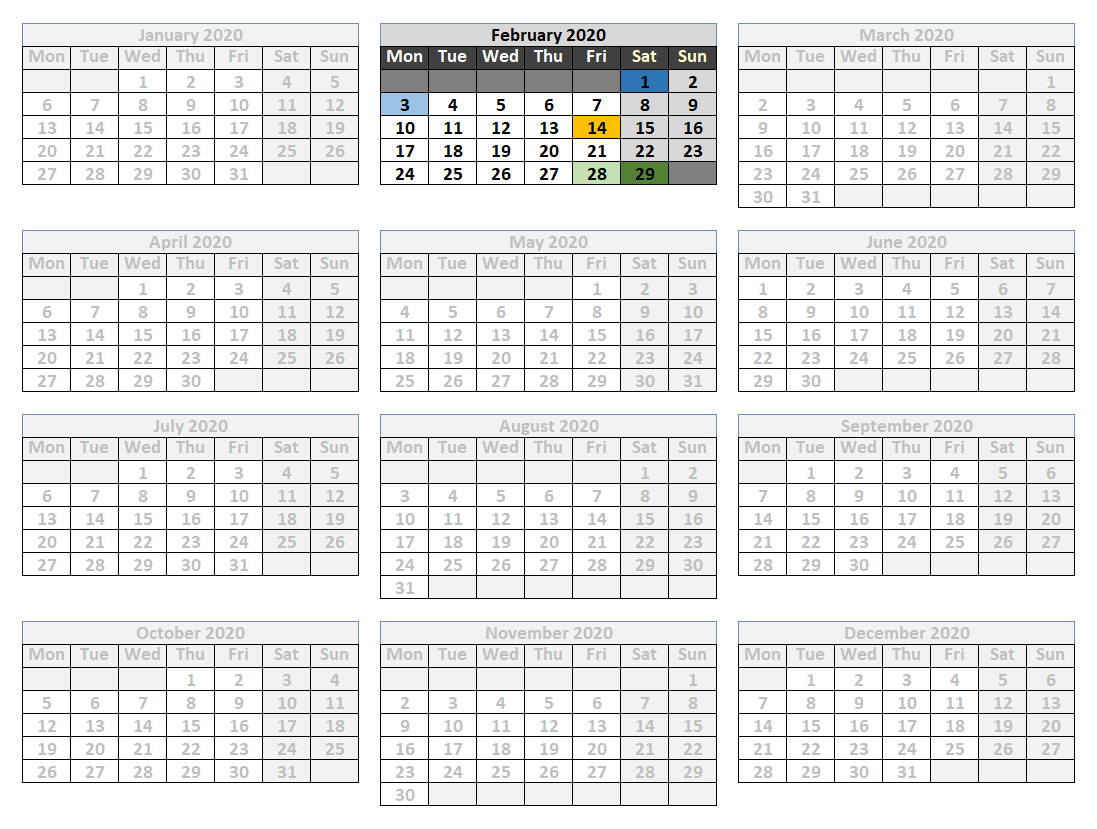 January 2020
Mon Tue Wed Thu Fri Sat Sun
1 2 3 4 5
6 7 8 9 10 11 12
13 14 15 16 17 18 19
20 21 22 23 24 25 26
27 28 29 30 31
February 2020
Mon Tue Wed Thu Fri Sat Sun
1 2
3 4 5 6 7 8 9
10 11 12 13 14 15 16
17 18 19 20 21 22 23
24 25 26 27 28 29
March 2020
Mon Tue Wed Thu Fri Sat Sun
1
2 3 4 5 6 7 8
9 10 11 12 13 14 15
16 17 18 19 20 21 22
23 24 25 26 27 28 29
30 31
April 2020
Mon Tue Wed Thu Fri Sat Sun
1 2 3 4 5
6 7 8 9 10 11 12
13 14 15 16 17 18 19
20 21 22 23 24 25 26
27 28 29 30
May 2020
Mon Tue Wed Thu Fri Sat Sun
1 2 3
4 5 6 7 8 9 10
11 12 13 14 15 16 17
18 19 20 21 22 23 24
25 26 27 28 29 30 31
June 2020
Mon Tue Wed Thu Fri Sat Sun
1 2 3 4 5 6 7
8 9 10 11 12 13 14
15 16 17 18 19 20 21
22 23 24 25 26 27 28
29 30
July 2020
Mon Tue Wed Thu Fri Sat Sun
1 2 3 4 5
6 7 8 9 10 11 12
13 14 15 16 17 18 19
20 21 22 23 24 25 26
27 28 29 30 31
August 2020
Mon Tue Wed Thu Fri Sat Sun
1 2
3 4 5 6 7 8 9
10 11 12 13 14 15 16
17 18 19 20 21 22 23
24 25 26 27 28 29 30
31
September 2020
Mon Tue Wed Thu Fri Sat Sun
1 2 3 4 5 6
7 8 9 10 11 12 13
14 15 16 17 18 19 20
21 22 23 24 25 26 27
28 29 30
October 2020
Mon Tue Wed Thu Fri Sat Sun
1 2 3 4
5 6 7 8 9 10 11
12 13 14 15 16 17 18
19 20 21 22 23 24 25
26 27 28 29 30 31
November 2020
Mon Tue Wed Thu Fri Sat Sun
1
2 3 4 5 6 7 8
9 10 11 12 13 14 15
16 17 18 19 20 21 22
23 24 25 26 27 28 29
30
December 2020
Mon Tue Wed Thu Fri Sat Sun
1 2 3 4 5 6
7 8 9 10 11 12 13
14 15 16 17 18 19 20
21 22 23 24 25 26 27
28 29 30 31